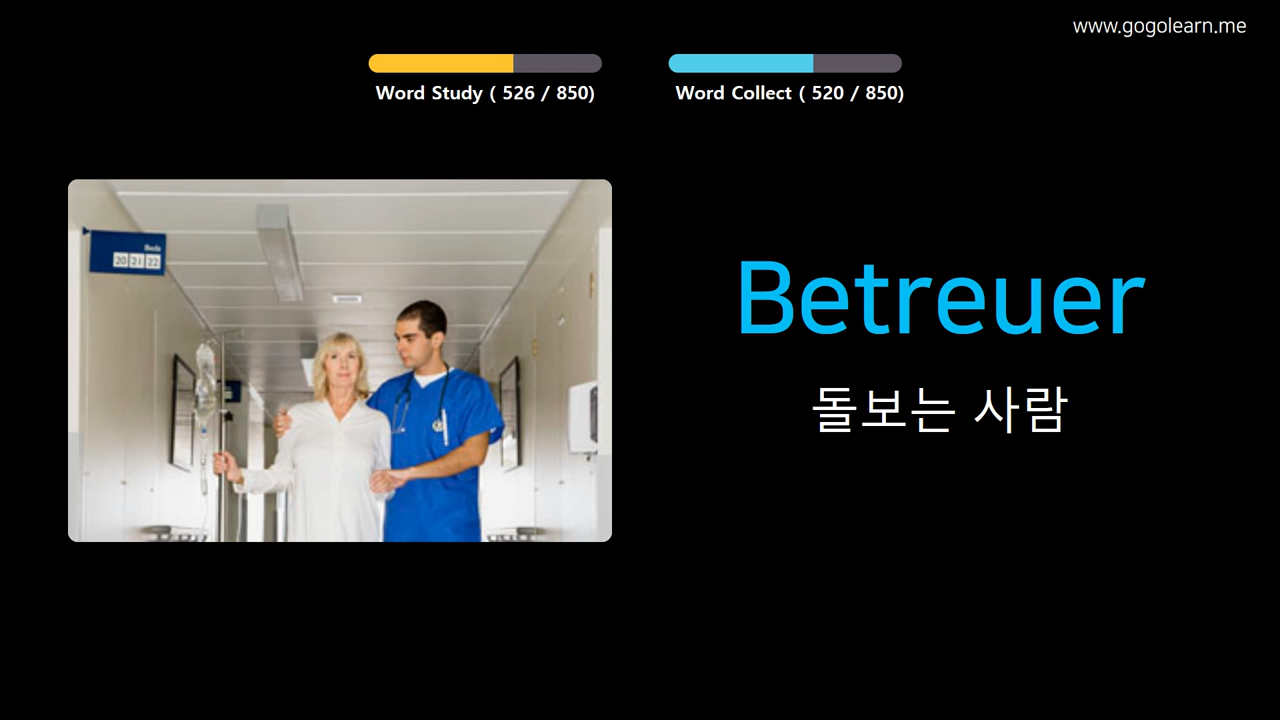 www.gogolearn.me
Word Study ( 526 / 850)
Word Collect ( 520 / 850)
Beds
20 21 22
Betreuer
돌보는 사람